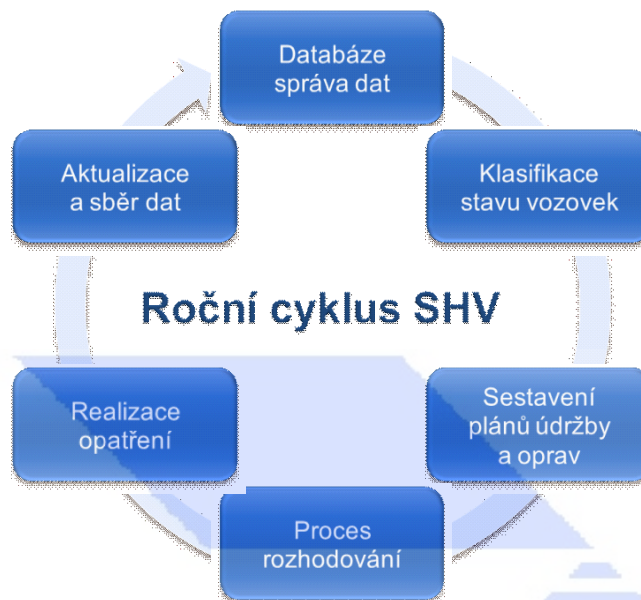 Databáze
správa dat
Klasifikace
stavu vozovek
Sestavení
plánů údržby
a oprav
Proces
rozhodování
Realizace
opatření
Aktualizace
a sběr dat
Roční cyklus SHV